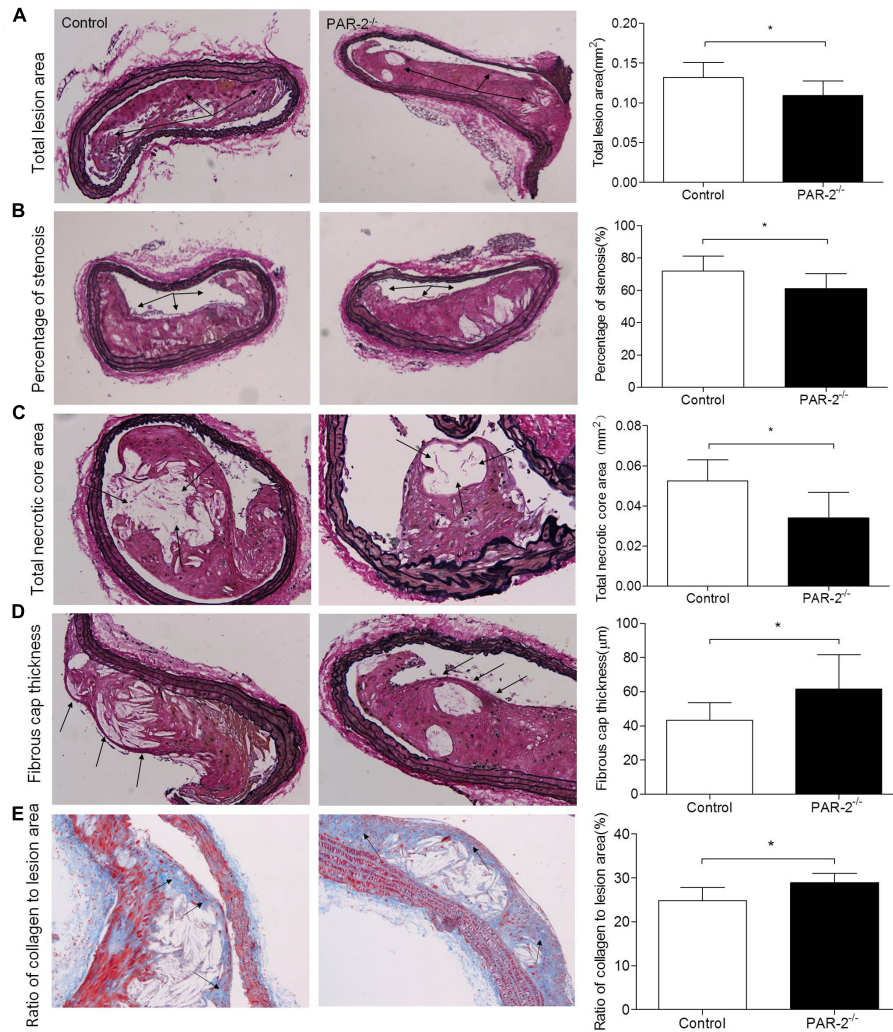 A
Total lesion area
Control
PAR-2-/-
Total lesion area(mm2)
0.20
0.15
0.10
0.05
0.00
*
Control
PAR-2-/-
B
Percentage of stenosis
Percentage of stenosis(%)
100
80
60
40
20
0
*
Control
PAR-2-/-
C
Total necrotic core area
Total necrotic core area (mm2)
0.08
0.06
0.04
0.02
0.00
*
Control
PAR-2-/-
D
Fibrous cap thickness
Fibrous cap thickness(μm)
100
80
60
40
20
0
*
Control
PAR-2-/-
E
Ratio of collagen to lesion area
Ratio of collagen to lesion area(%)
40
30
20
10
0
*
Control
PAR-2-/-